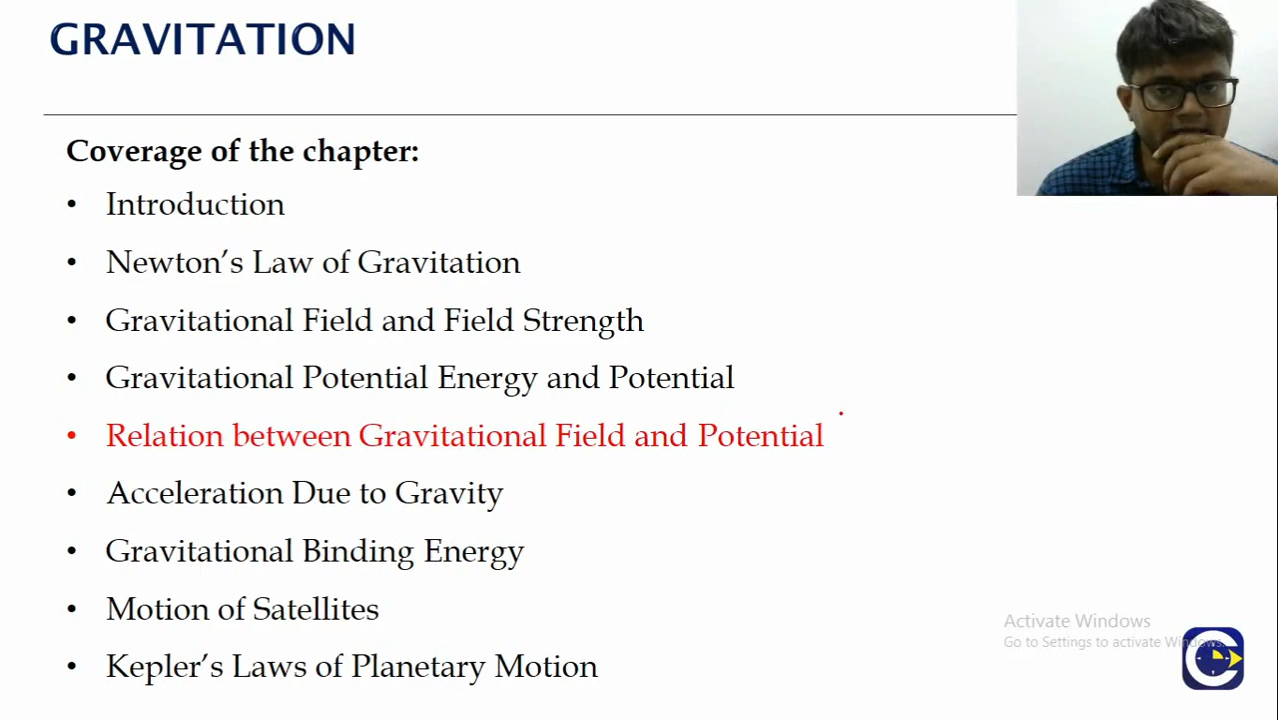 GRAVITATION
Coverage of the chapter:
• Introduction
• Newton’s Law of Gravitation
• Gravitational Field and Field Strength
• Gravitational Potential Energy and Potential
• Relation between Gravitational Field and Potential
• Acceleration Due to Gravity
• Gravitational Binding Energy
• Motion of Satellites
• Kepler’s Laws of Planetary Motion
Activate Windows
Go to Settings to activate Windows.